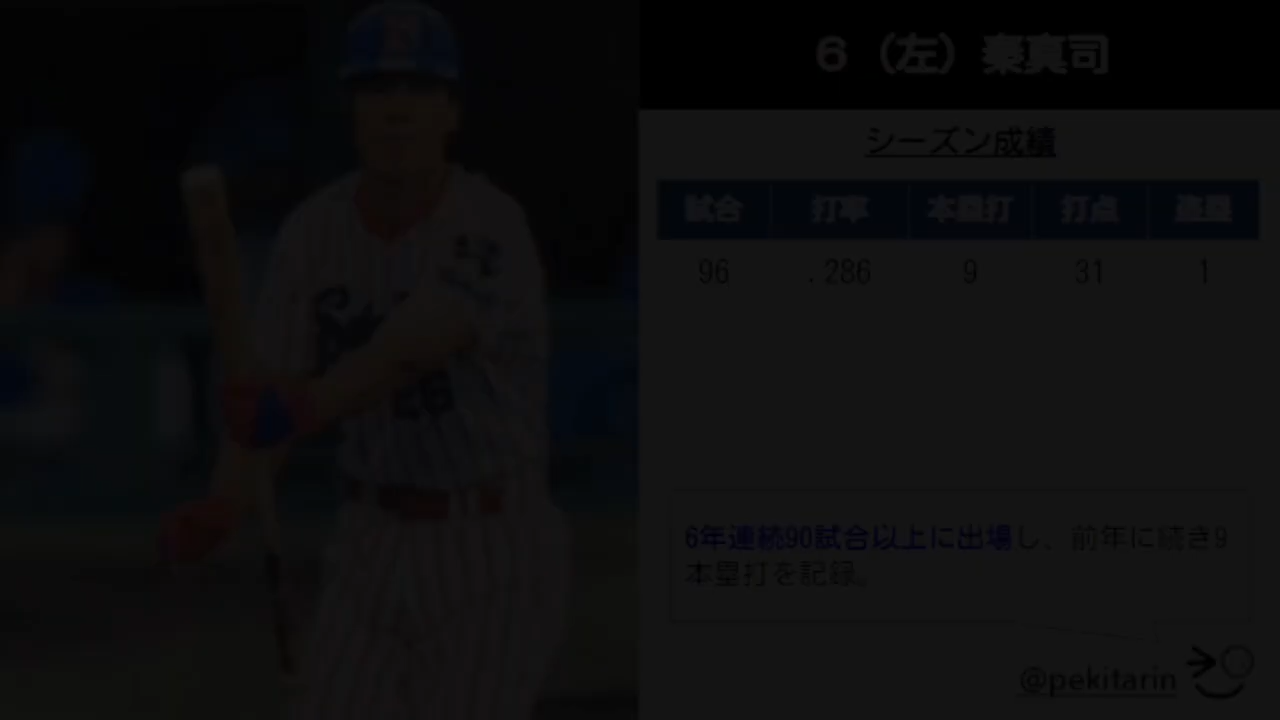 6（左）秦真司
シーズン成績
試合 打率 本塁打 打点 盗塁
96 .286 9 31 1
6年連続90試合以上に出場し、前年に続き9
本塁打を記録。
@pekitarin
26